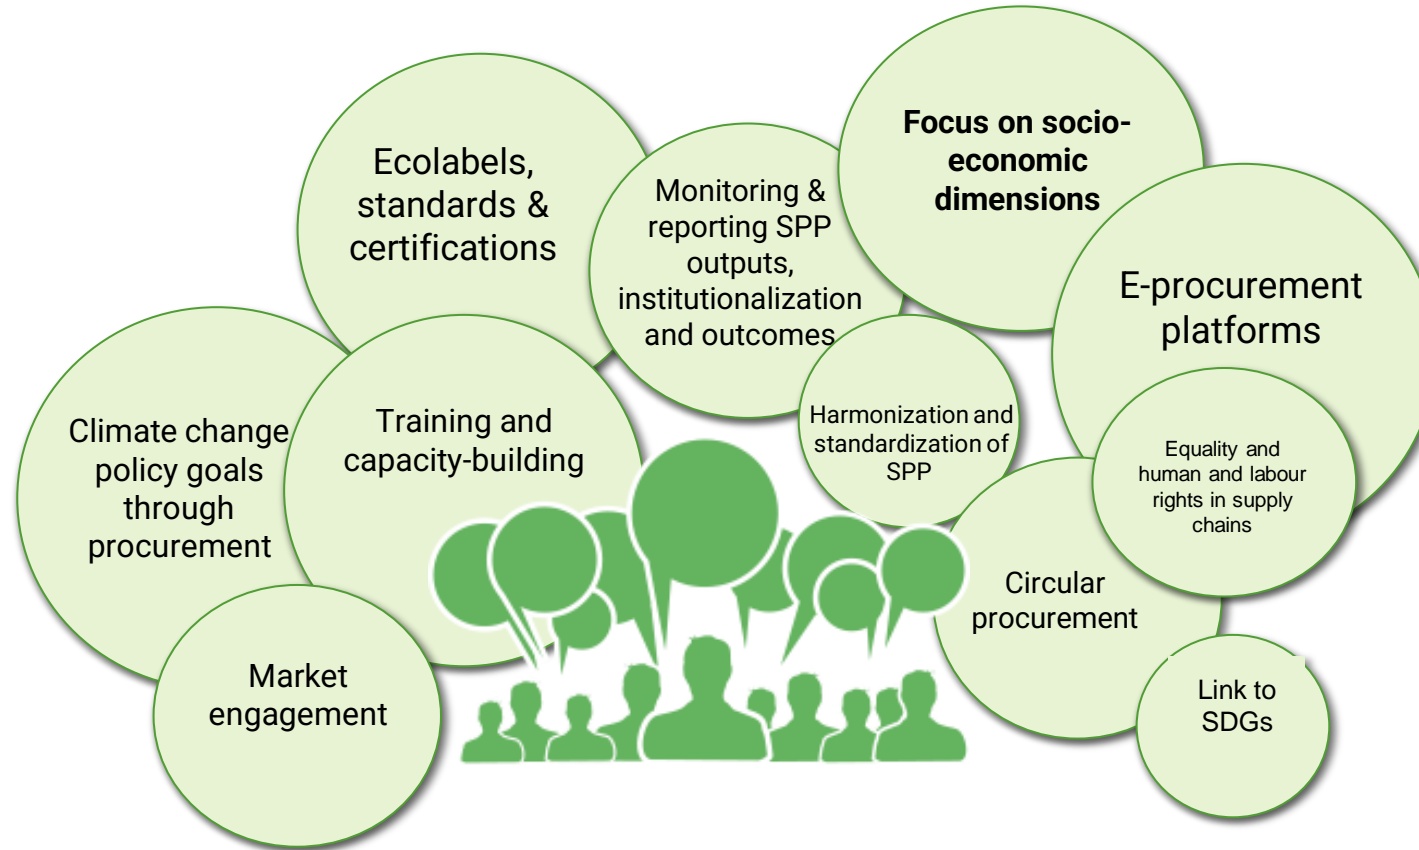 Ecolabels,
standards &
certifications
Monitoring &
reporting SPP
outputs,
institutionalization
and outcomes
Focus on socio-
economic
dimensions
E-procurement
platforms
Climate change
policy goals
through
procurement
Training and
capacity-building
Harmonization and
standardization of
SPP
Equality and
human and labour
rights in supply
chains
Circular
procurement
Market
engagement
Link to
SDGs